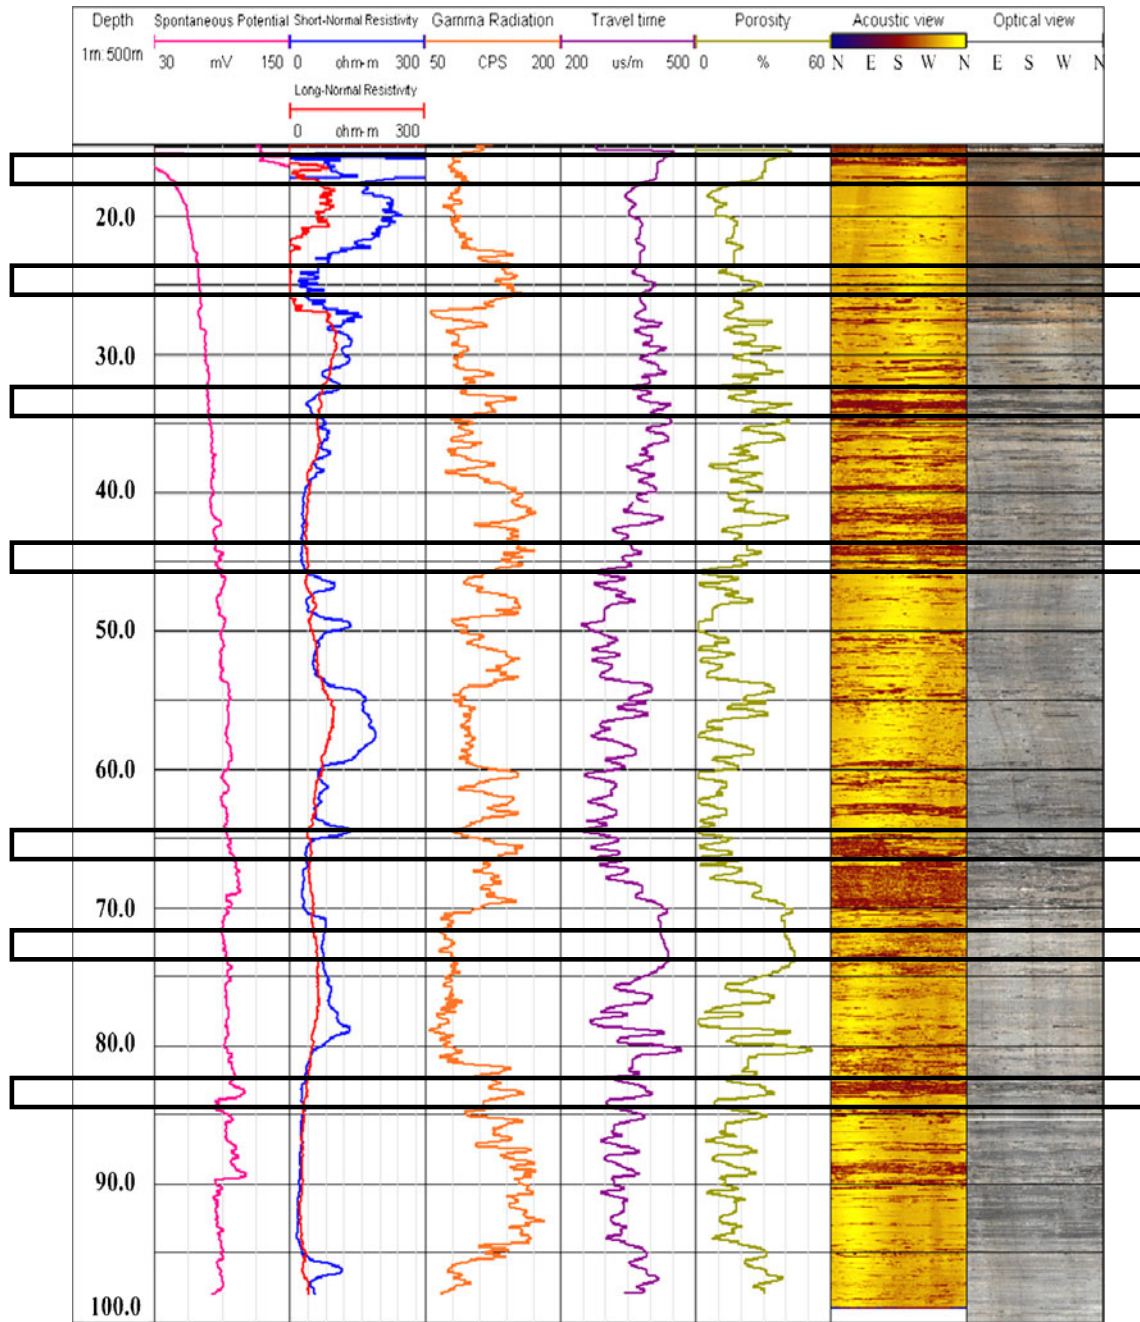 Depth Spontaneous Potential Short-Normal Resistivity Gamma Radiation Travel time Porosity Acoustic view Optical view
1m:500m 30 mV 150 0 ohm-m 300 50 CPS 200 200 us/m 500 0 % 60 N E S W N E S W N
Long-Normal Resistivity
0 ohm-m 300
20.0
30.0
40.0
50.0
60.0
70.0
80.0
90.0
100.0